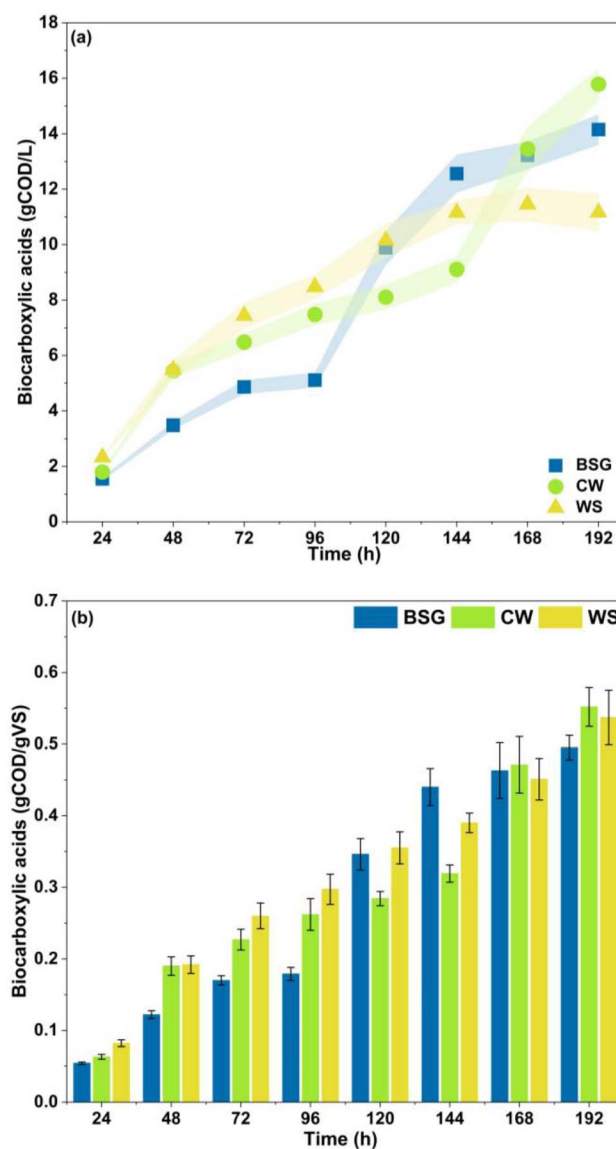 (a)
Biocarboxylic acids (gCOD/L)
18
16
14
12
10
8
6
4
2
0
BSG
CW
WS
24 48 72 96 120 144 168 192
Time (h)
(b)
BSG CW WS
Biocarboxylic acids (gCOD/gVS)
0.7
0.6
0.5
0.4
0.3
0.2
0.1
0.0
24 48 72 96 120 144 168 192
Time (h)